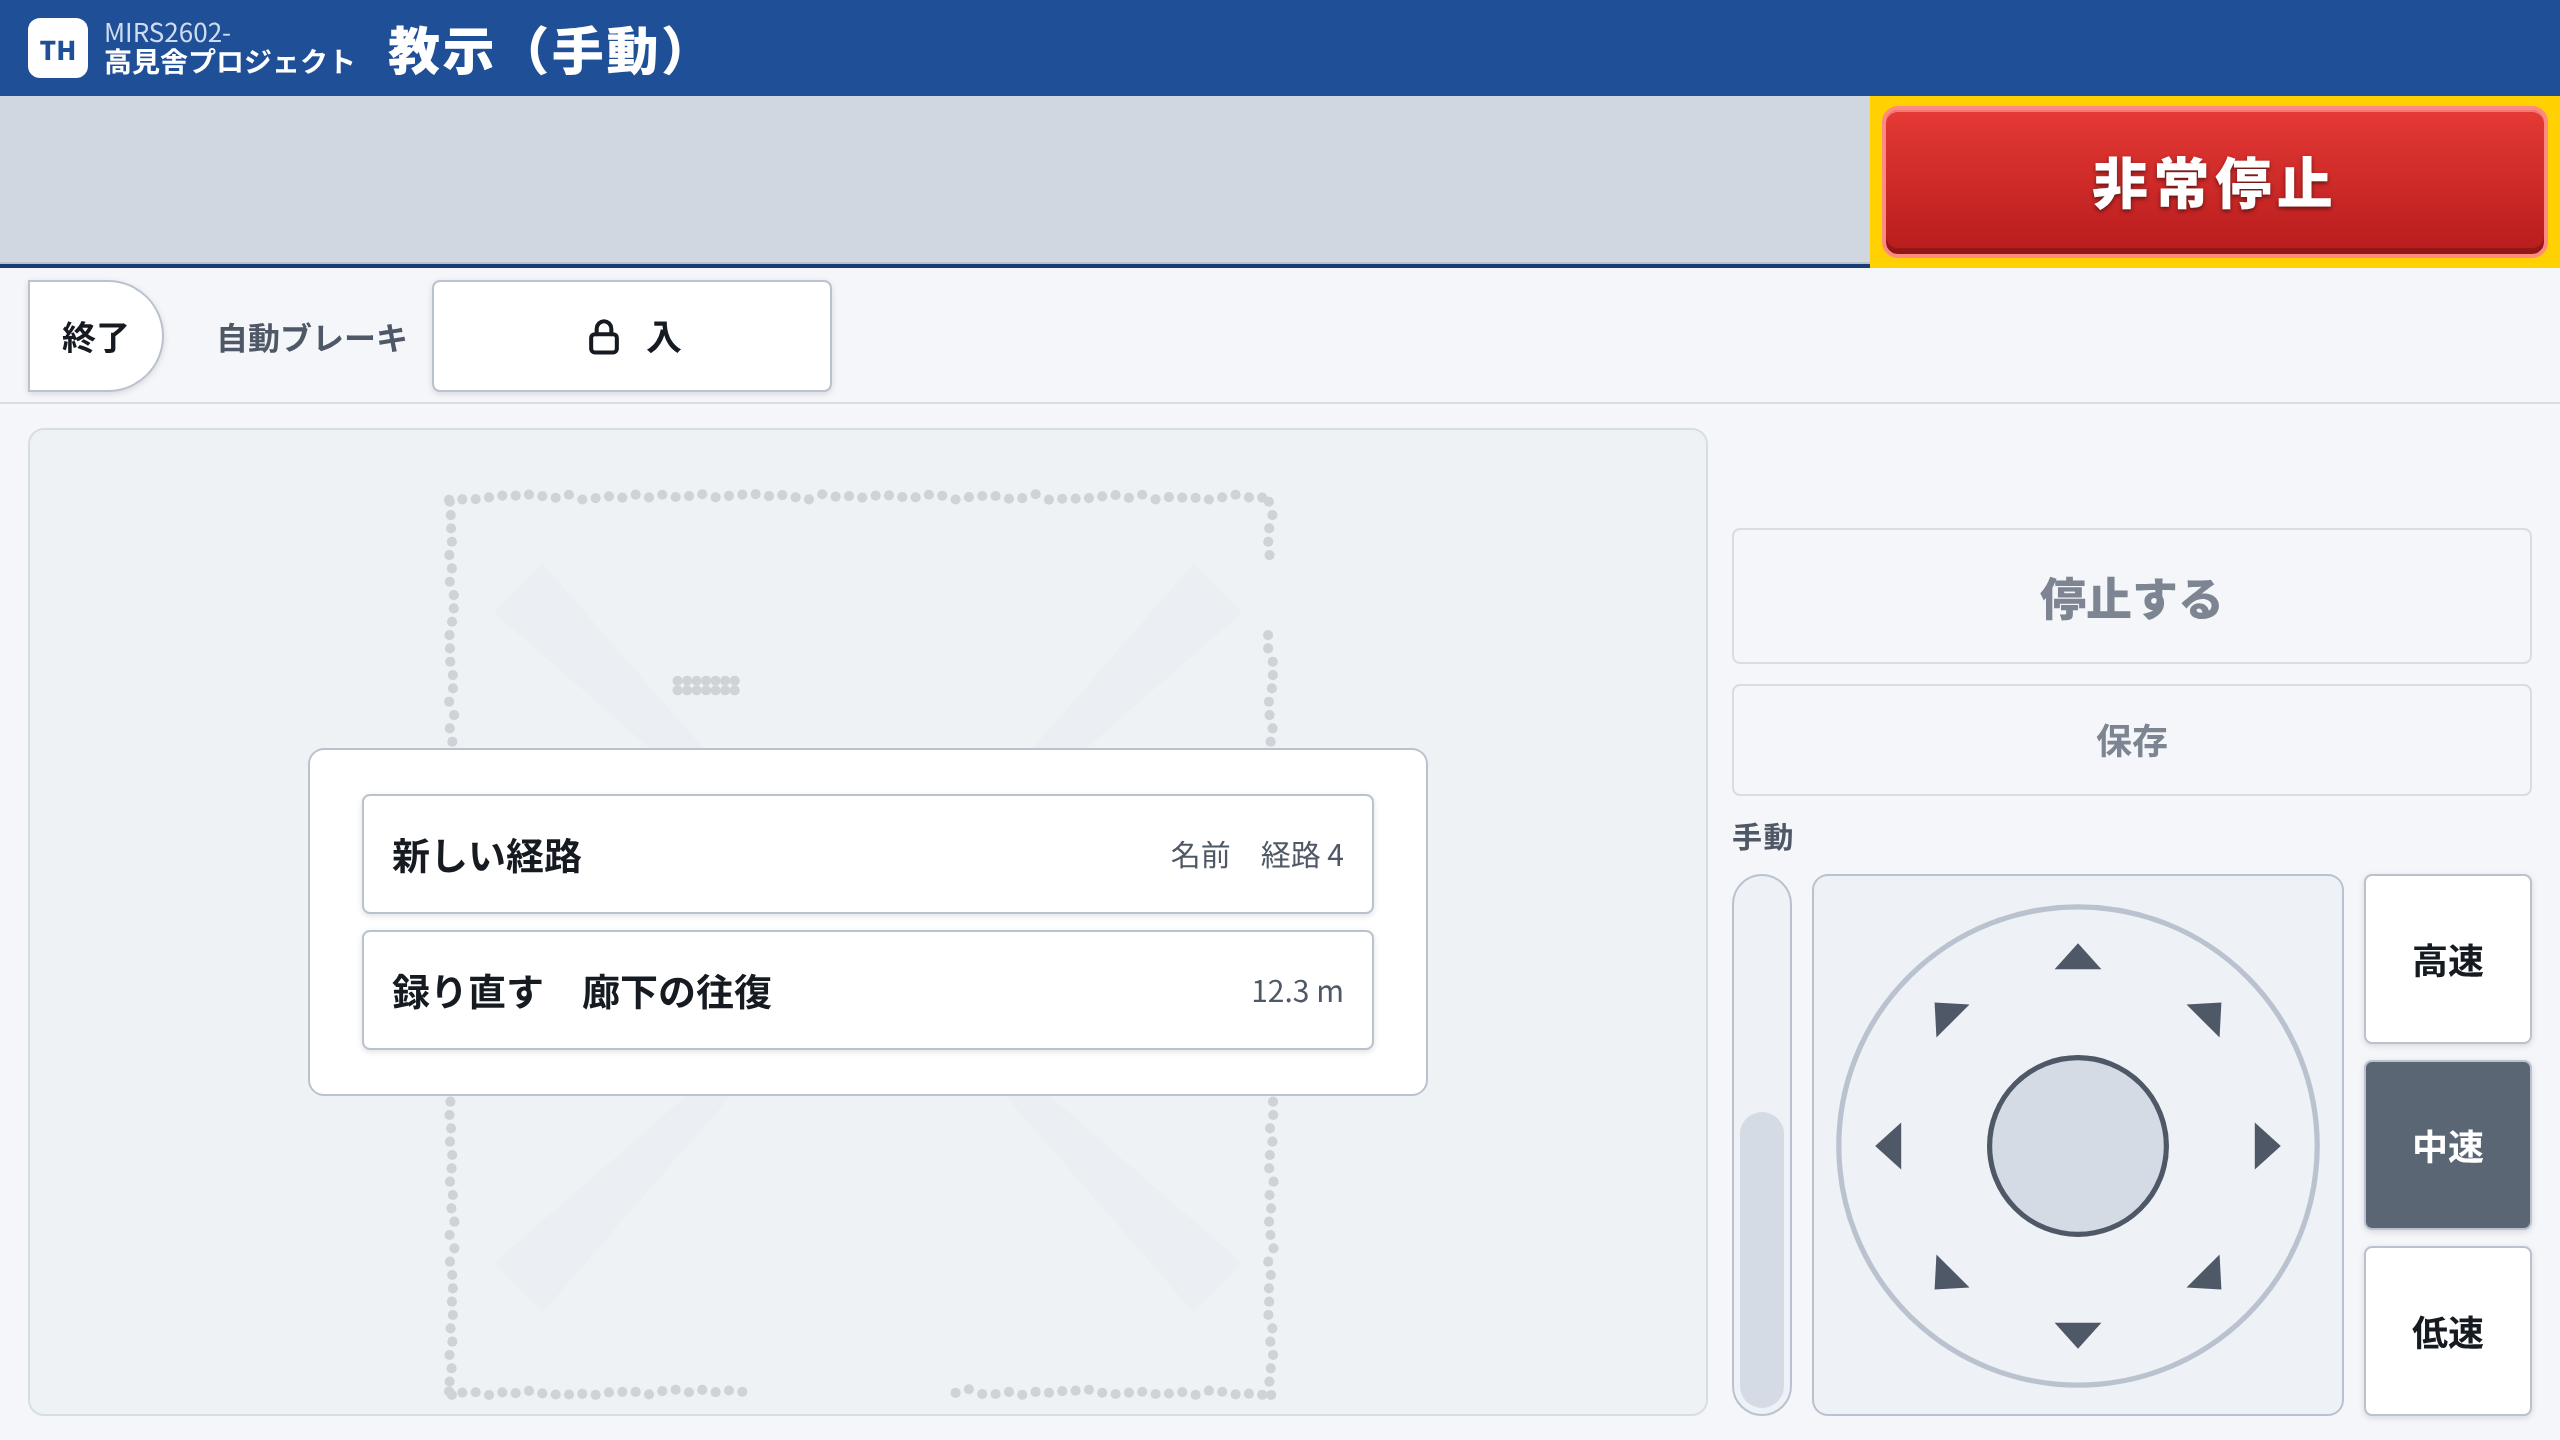 TH
MIRS2602-
高見舎プロジェクト
教示（手動）
非常停止
終了
自動ブレーキ
入
停止する
保存
新しい経路
名前　経路 4
録り直す　廊下の往復
12.3 m
手動
高速
中速
低速